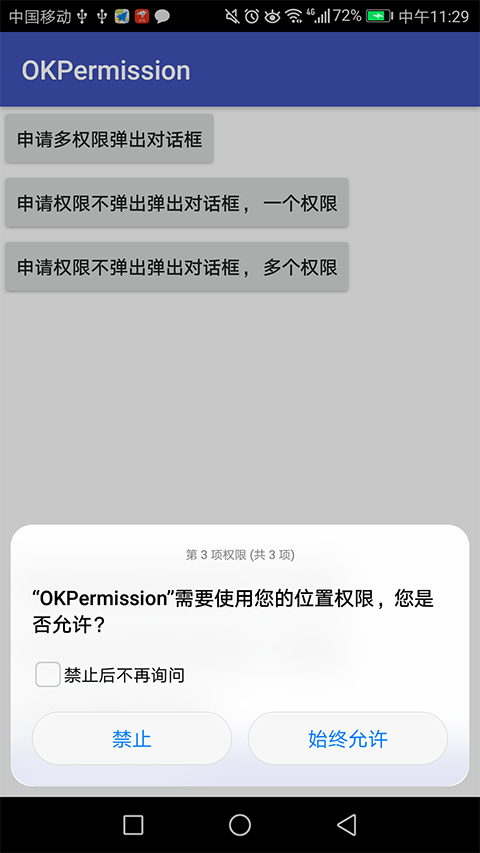 中国移动 4G 72% 中午11:29
OKPermission
申请多权限弹出对话框
申请权限不弹出弹出对话框，一个权限
申请权限不弹出弹出对话框，多个权限
第 3 项权限 (共 3 项)
“OKPermission”需要使用您的位置权限，您是
否允许？
禁止后不再询问
禁止
始终允许